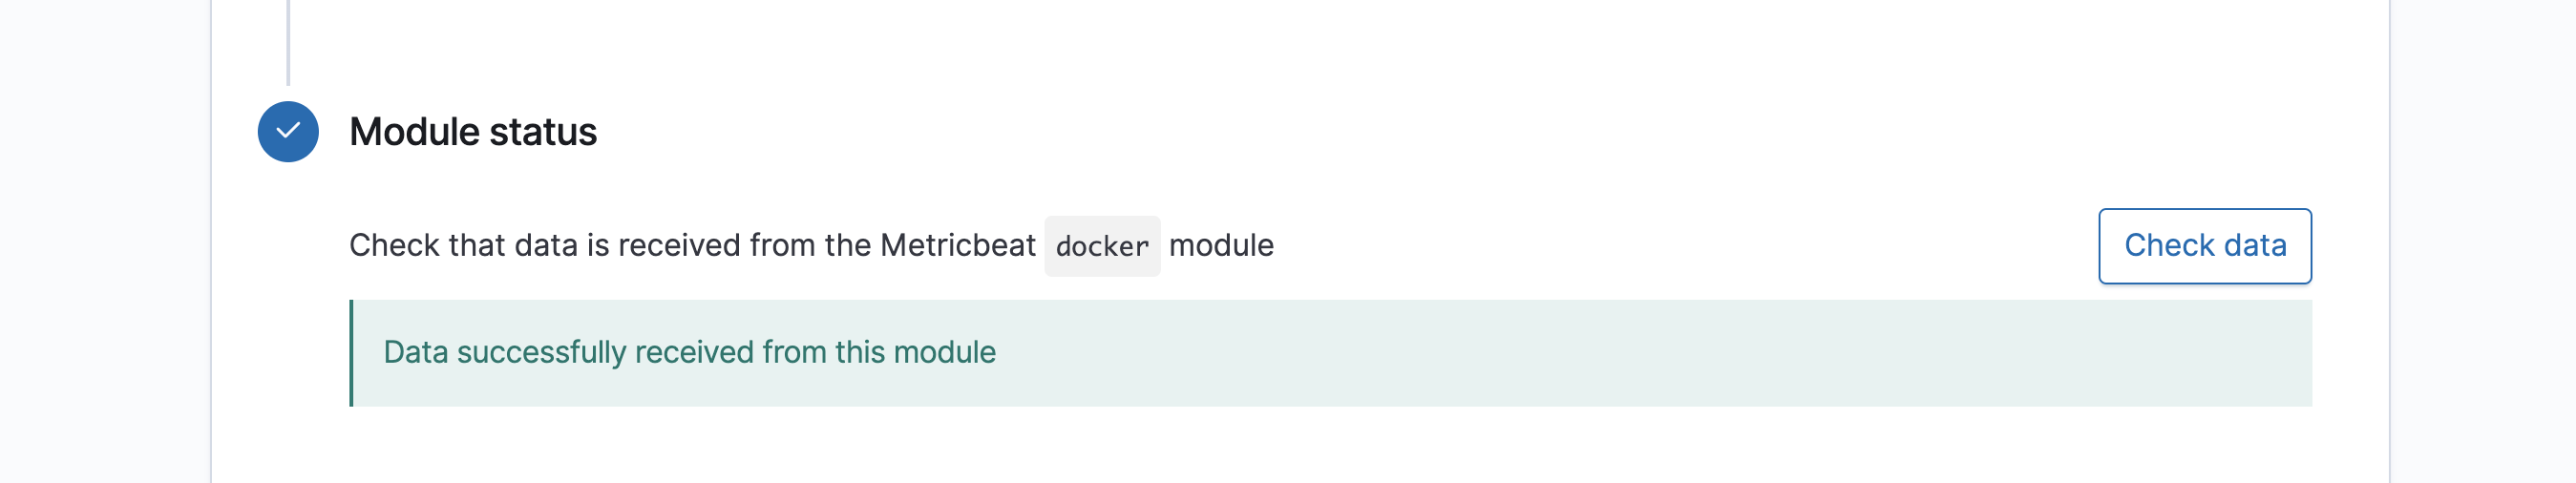 Module status
Check that data is received from the Metricbeat docker module
Check data
Data successfully received from this module